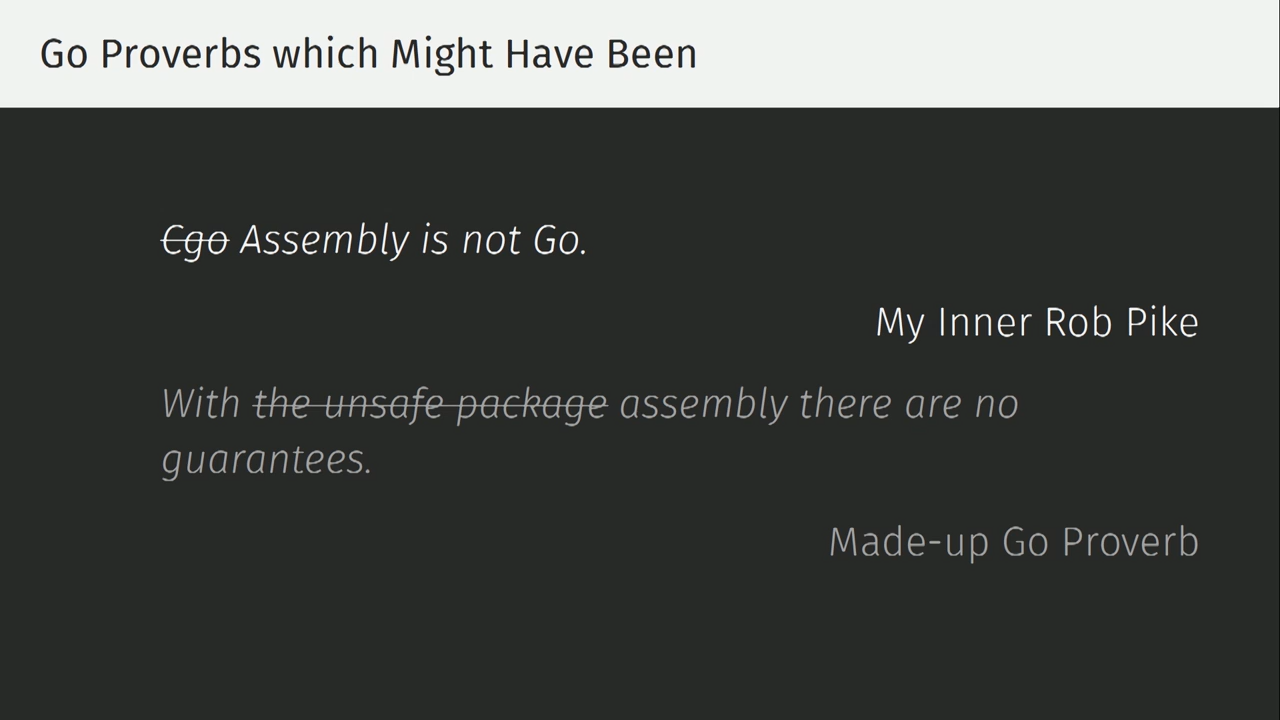 Go Proverbs which Might Have Been
Cgo Assembly is not Go.
My Inner Rob Pike
With the unsafe package assembly there are no
guarantees.
Made-up Go Proverb